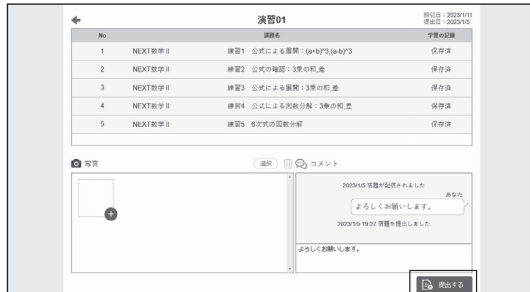 演習01
締切日：2023/1/11
提出日：2023/1/5
No 課題名 学習の記録
1 NEXT数学Ⅱ 練習1 公式による展開：(a+b)^3,(a-b)^3 保存済
2 NEXT数学Ⅱ 練習2 公式の確認：3乗の和,差 保存済
3 NEXT数学Ⅱ 練習3 公式による展開：3乗の和,差 保存済
4 NEXT数学Ⅱ 練習4 公式による因数分解：3乗の和,差 保存済
5 NEXT数学Ⅱ 練習5 6次式の因数分解 保存済
写真 選択 コメント
2023/1/5 宿題が配信されました
あなた
よろしくお願いします。
2023/1/5 19:27 宿題を提出しました
よろしくお願いします。
提出する